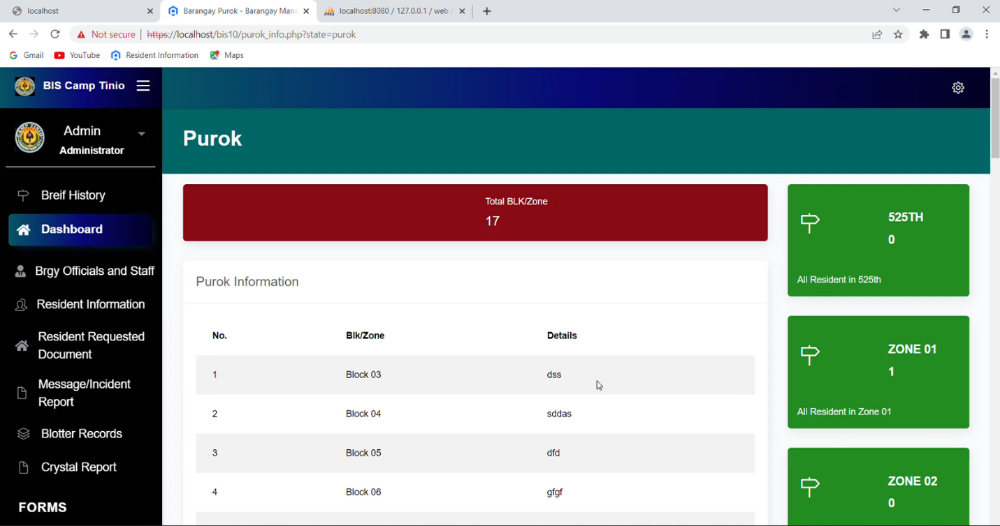 localhost
Barangay Purok - Barangay Mana
localhost:8080 / 127.0.0.1 / web
Not secure | https://localhost/bis10/purok_info.php?state=purok
Gmail
YouTube
Resident Information
Maps
BIS Camp Tinio
Admin
Administrator
Breif History
Dashboard
Brgy Officials and Staff
Resident Information
Resident Requested
Document
Message/Incident
Report
Blotter Records
Crystal Report
FORMS
Purok
Total BLK/Zone
17
Purok Information
No. Blk/Zone Details
1 Block 03 dss
2 Block 04 sddas
3 Block 05 dfd
4 Block 06 gfgf
525TH
0
All Resident in 525th
ZONE 01
1
All Resident in Zone 01
ZONE 02
0